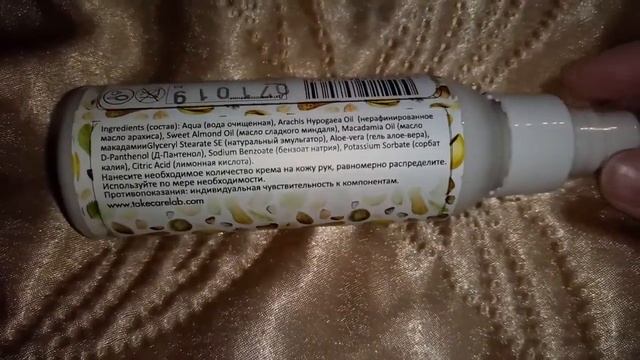 071019
Ingredients (состав): Aqua (вода очищенная), Arachis Hypogaea Oil (нерафинированное
масло арахиса), Sweet Almond Oil (масло сладкого миндаля), Macadamia Oil (масло
макадамииGlyceryl Stearate SE (натуральный эмульгатор), Aloe-vera (гель алое-вера),
D-Panthenol (Д-Пантенол), Sodium Benzoate (бензоат натрия), Potassium Sorbate (сорбат
калия), Citric Acid (лимонная кислота).
Нанесите необходимое количество крема на кожу рук, равномерно распределите.
Используйте по мере необходимости.
Противопоказания: индивидуальная чувствительность к компонентам.
www.takecarelab.com